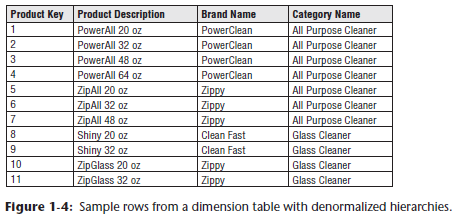 Product Key Product Description Brand Name Category Name
1 PowerAll 20 oz PowerClean All Purpose Cleaner
2 PowerAll 32 oz PowerClean All Purpose Cleaner
3 PowerAll 48 oz PowerClean All Purpose Cleaner
4 PowerAll 64 oz PowerClean All Purpose Cleaner
5 ZipAll 20 oz Zippy All Purpose Cleaner
6 ZipAll 32 oz Zippy All Purpose Cleaner
7 ZipAll 48 oz Zippy All Purpose Cleaner
8 Shiny 20 oz Clean Fast Glass Cleaner
9 Shiny 32 oz Clean Fast Glass Cleaner
10 ZipGlass 20 oz Zippy Glass Cleaner
11 ZipGlass 32 oz Zippy Glass Cleaner
Figure 1-4: Sample rows from a dimension table with denormalized hierarchies.